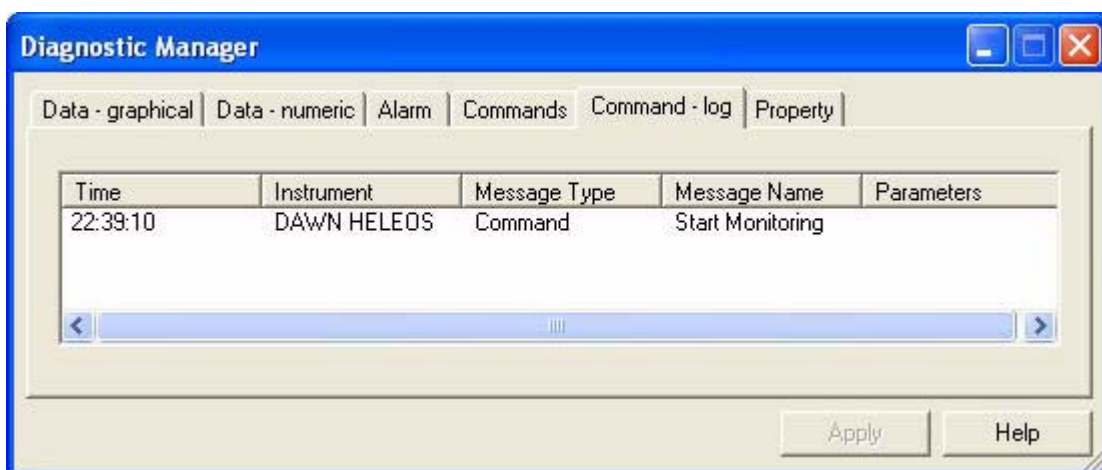 Diagnostic Manager
Data - graphical Data - numeric Alarm Commands Command - log Property
Time Instrument Message Type Message Name Parameters
22:39:10 DAWN HELEOS Command Start Monitoring
Apply Help